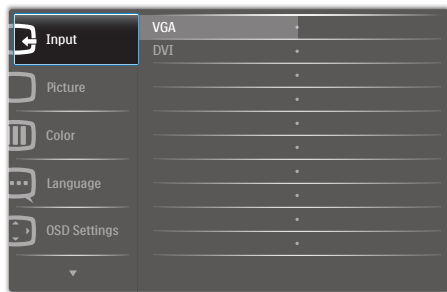 Input
VGA
DVI
Picture
Color
Language
OSD Settings